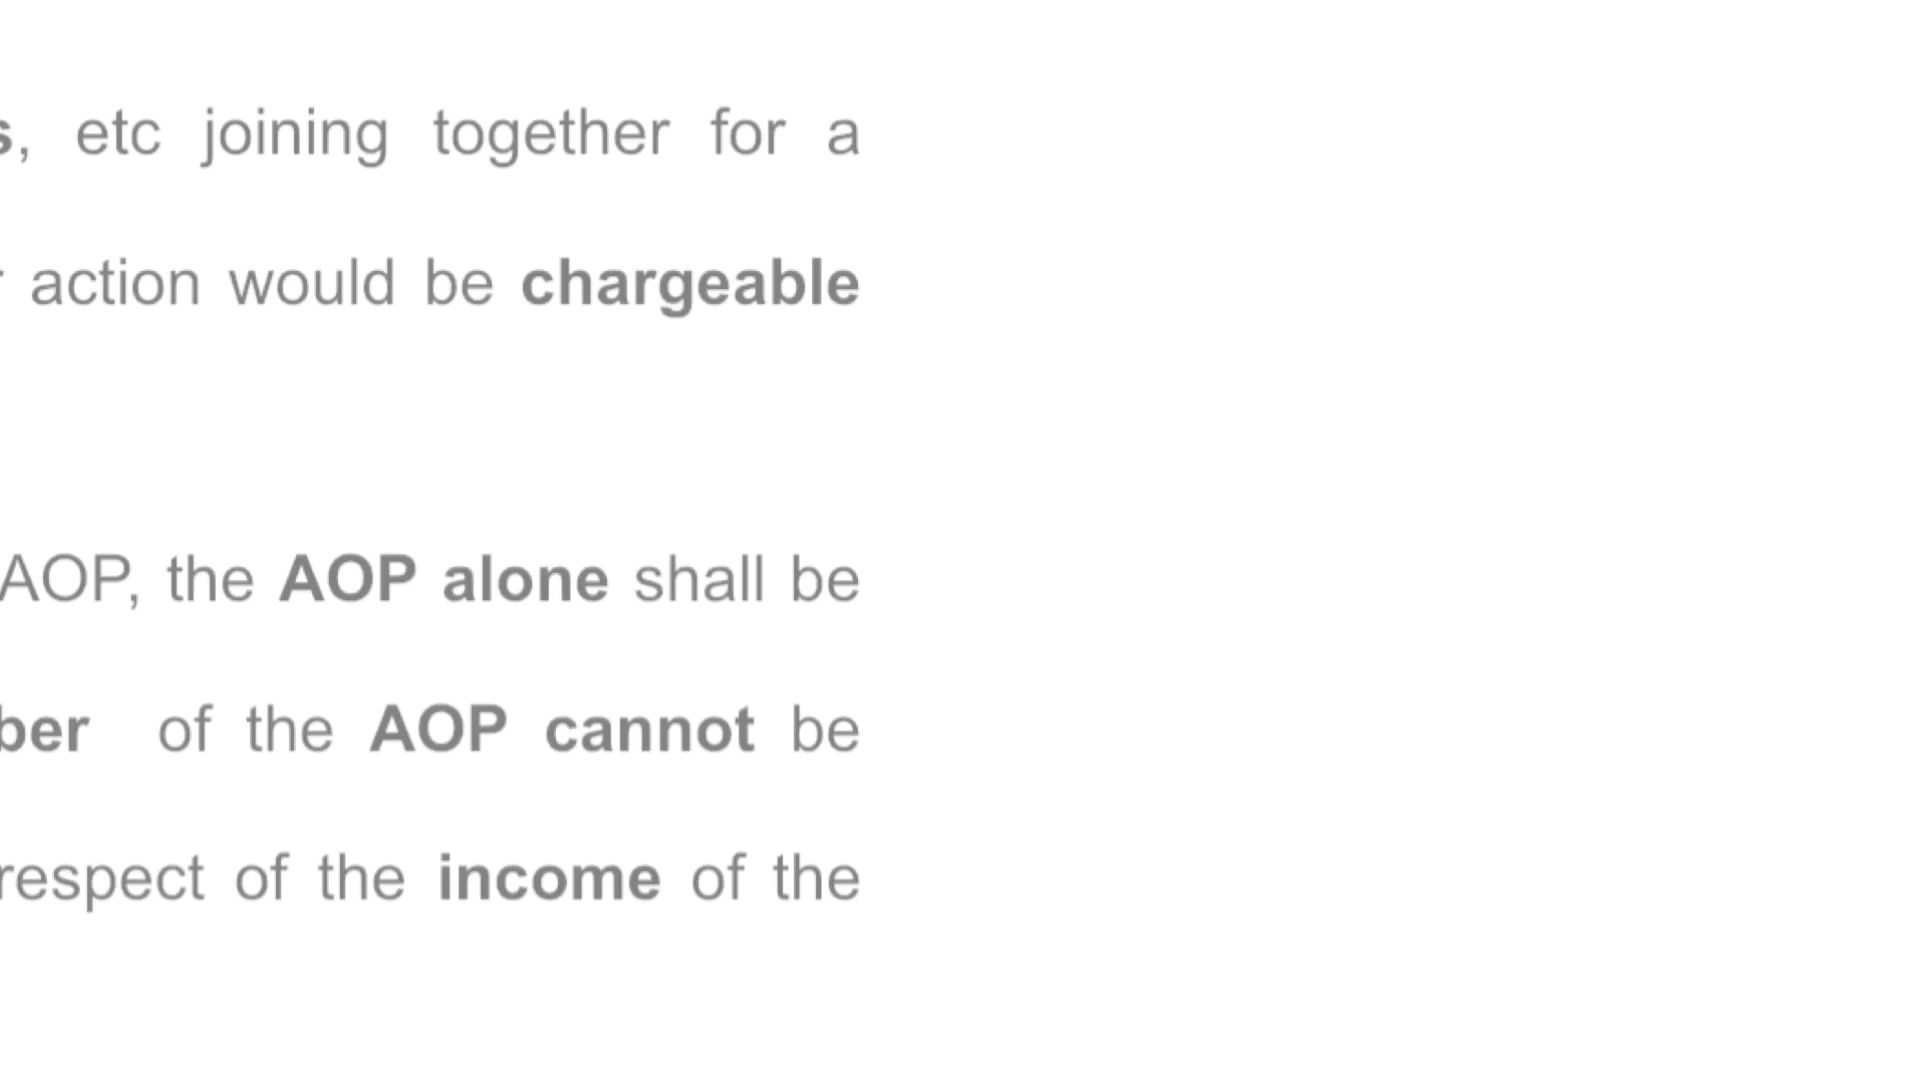 , etc joining together for a
action would be chargeable
AOP, the AOP alone shall be
of the AOP cannot be
respect of the income of the